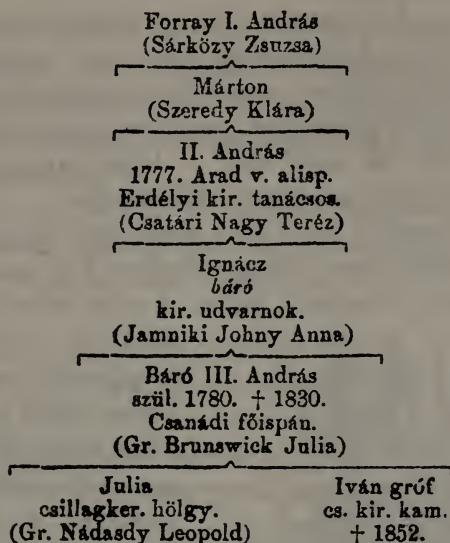 Forray I. András
(Sárközy Zsuzsa)
Márton
(Szeredy Klára)
II. András
1777. Arad v. alisp.
Erdélyi kir. tanácsos.
(Csatári Nagy Teréz)
Ignácz
báró
kir. udvarnok.
(Jamniki Johny Anna)
Báró III. András
szül. 1780. † 1830.
Csanádi főispán.
(Gr. Brunswick Julia)
Julia
csillagker. hölgy.
(Gr. Nádasdy Leopold)
Iván gróf
cs. kir. kam.
† 1852.